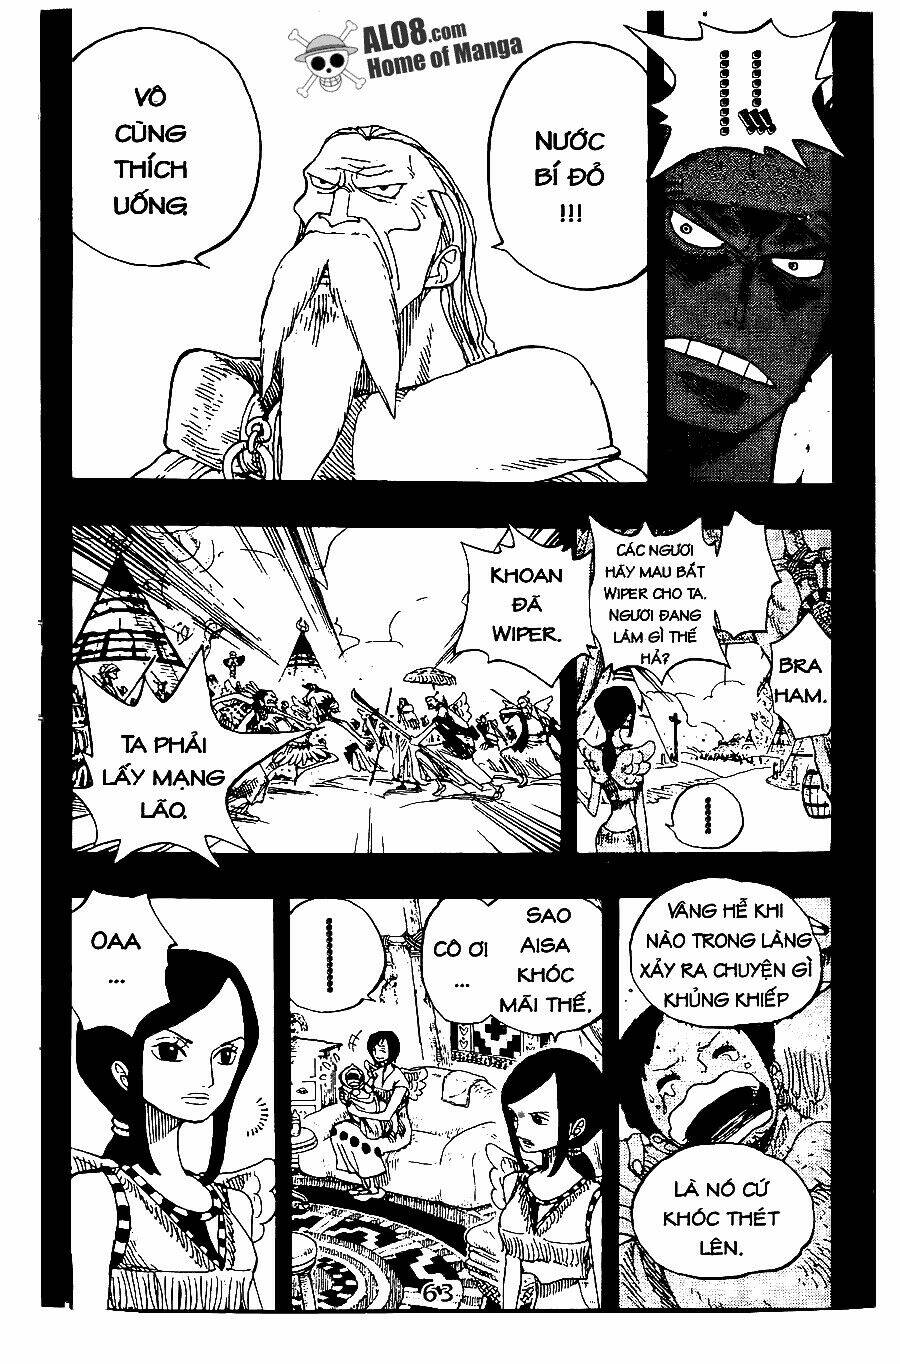 AL08.com
Home of Manga
!!!
NƯỚC
BÍ ĐỎ
!!!
VÔ
CÙNG
THÍCH
UỐNG.
BRA
HAM.
CÁC NGƯƠI
HÃY MAU BẮT
WIPER CHO TA.
NGƯƠI ĐANG
LÀM GÌ THẾ
HẢ?
KHOAN
ĐÃ
WIPER.
TA PHẢI
LẤY MẠNG
LÃO.
VÂNG HỄ KHI
NÀO TRONG LÀNG
XẢY RA CHUYỆN GÌ
KHỦNG KHIẾP
LÀ NÓ CỨ
KHÓC THÉT
LÊN.
SAO
AISA
KHÓC
MÃI THẾ.
CÔ ƠI
...
OAA
...
63